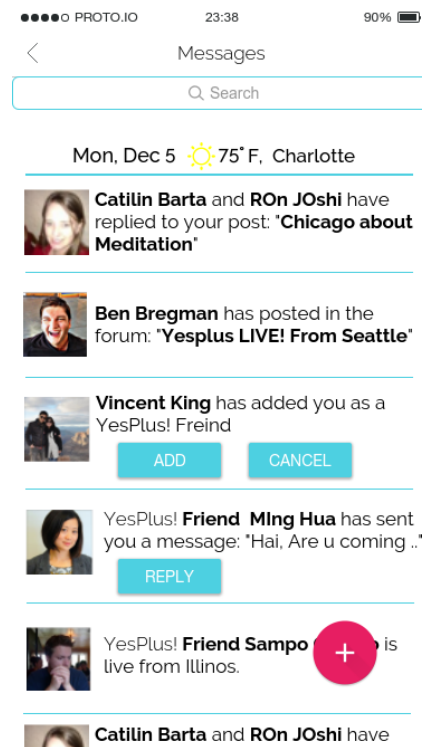 PROTO.IO 23:38 90%
Messages
Search
Mon, Dec 5 75°F, Charlotte
Catilin Barta and ROn JOshi have
replied to your post: "Chicago about
Meditation"
Ben Bregman has posted in the
forum: "Yesplus LIVE! From Seattle"
Vincent King has added you as a
YesPlus! Freind
ADD CANCEL
YesPlus! Friend MIng Hua has sent
you a message: "Hai, Are u coming .."
REPLY
YesPlus! Friend Sampo is
live from Illinos.
Catilin Barta and ROn JOshi have